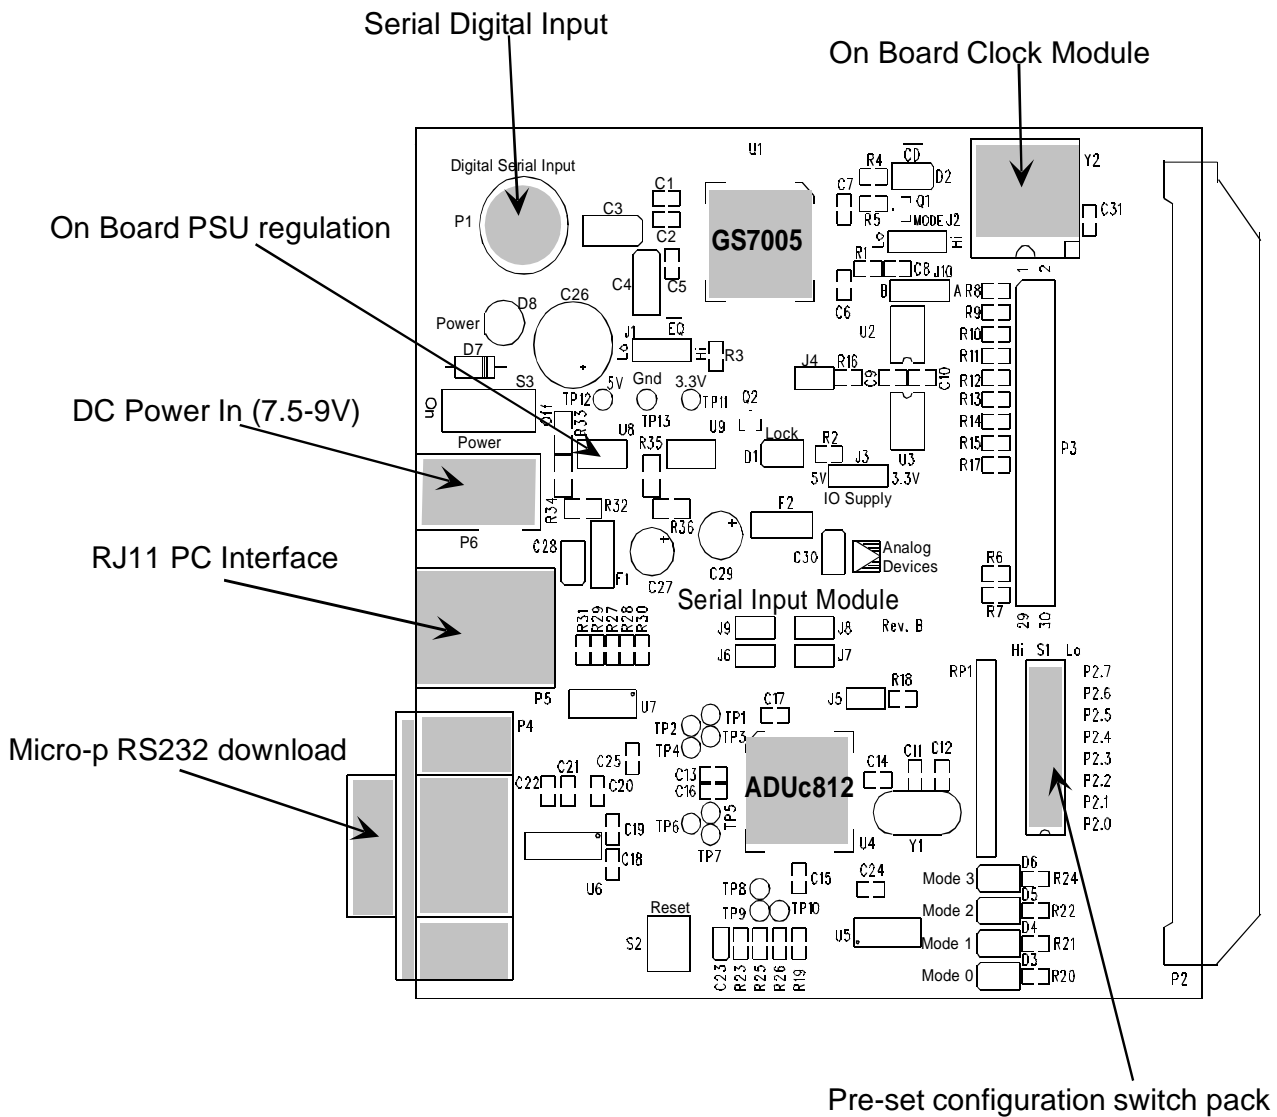 Serial Digital Input
On Board Clock Module
U1
R4
CD
D2
Y2
Digital Serial Input
C1
C7
P1
C3
R5
Q1
C31
MODE J2
Lo
Hi
On Board PSU regulation
C2
GS7005
R1
C8
J10
1
2
C4
C5
B
A
R8
C6
D8
C26
R9
Power
J1
EQ
U2
R10
Lo
Hi
R3
R11
D7
J4
R16
C9
C10
R12
S3
5V
Gnd
3.3V
On
TP12
TP13
TP11
Q2
R13
DC Power In (7.5-9V)
D11
R33
U8
R35
U9
Lock
R14
Power
D1
R2
J3
U3
R15
P3
5V
3.3V
R17
IO Supply
R34
R32
R36
F2
P6
C28
F1
C27
C29
C30
Analog
Devices
RJ11 PC Interface
R6
R7
Serial Input Module
Rev. B
29
30
R31
R29
R27
R28
R30
J9
J8
J6
J7
Hi
S1
Lo
RP1
P2.7
P2.6
P2.5
P2.4
P2.3
P2.2
P2.1
P2.0
P5
U7
C17
J5
R18
P4
TP2
TP1
TP4
TP3
Micro-p RS232 download
C25
C22
C21
C20
C13
C16
ADUc812
C14
C11
C12
TP6
TP5
TP7
C19
C18
U4
Y1
U6
TP8
C15
C24
Mode 3
D6
R24
TP9
TP10
Mode 2
D5
R22
Reset
S2
U5
Mode 1
D4
R21
C23
R23
R25
R26
R19
Mode 0
D3
R20
P2
Pre-set configuration switch pack